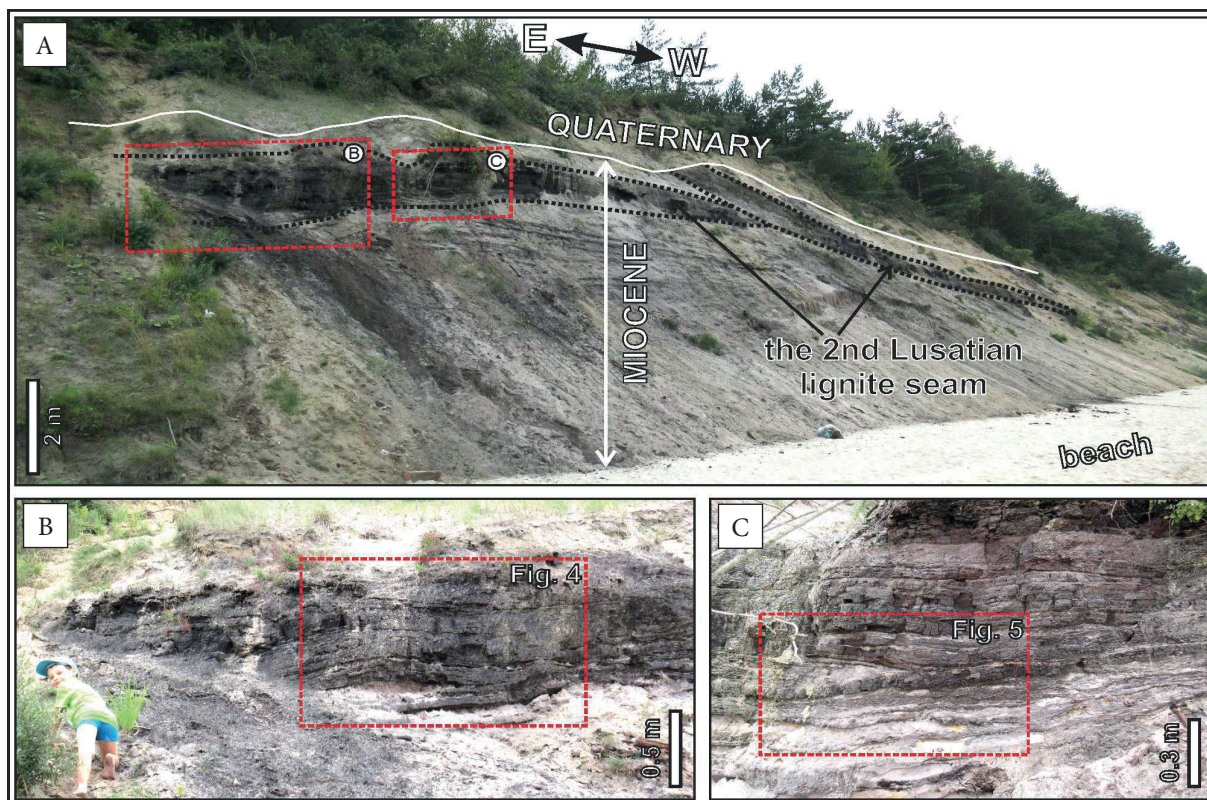 A
E
W
QUATERNARY
B
C
MIOCENE
the 2nd Lusatian
lignite seam
2 m
beach
B
Fig. 4
0.5 m
C
Fig. 5
0.3 m